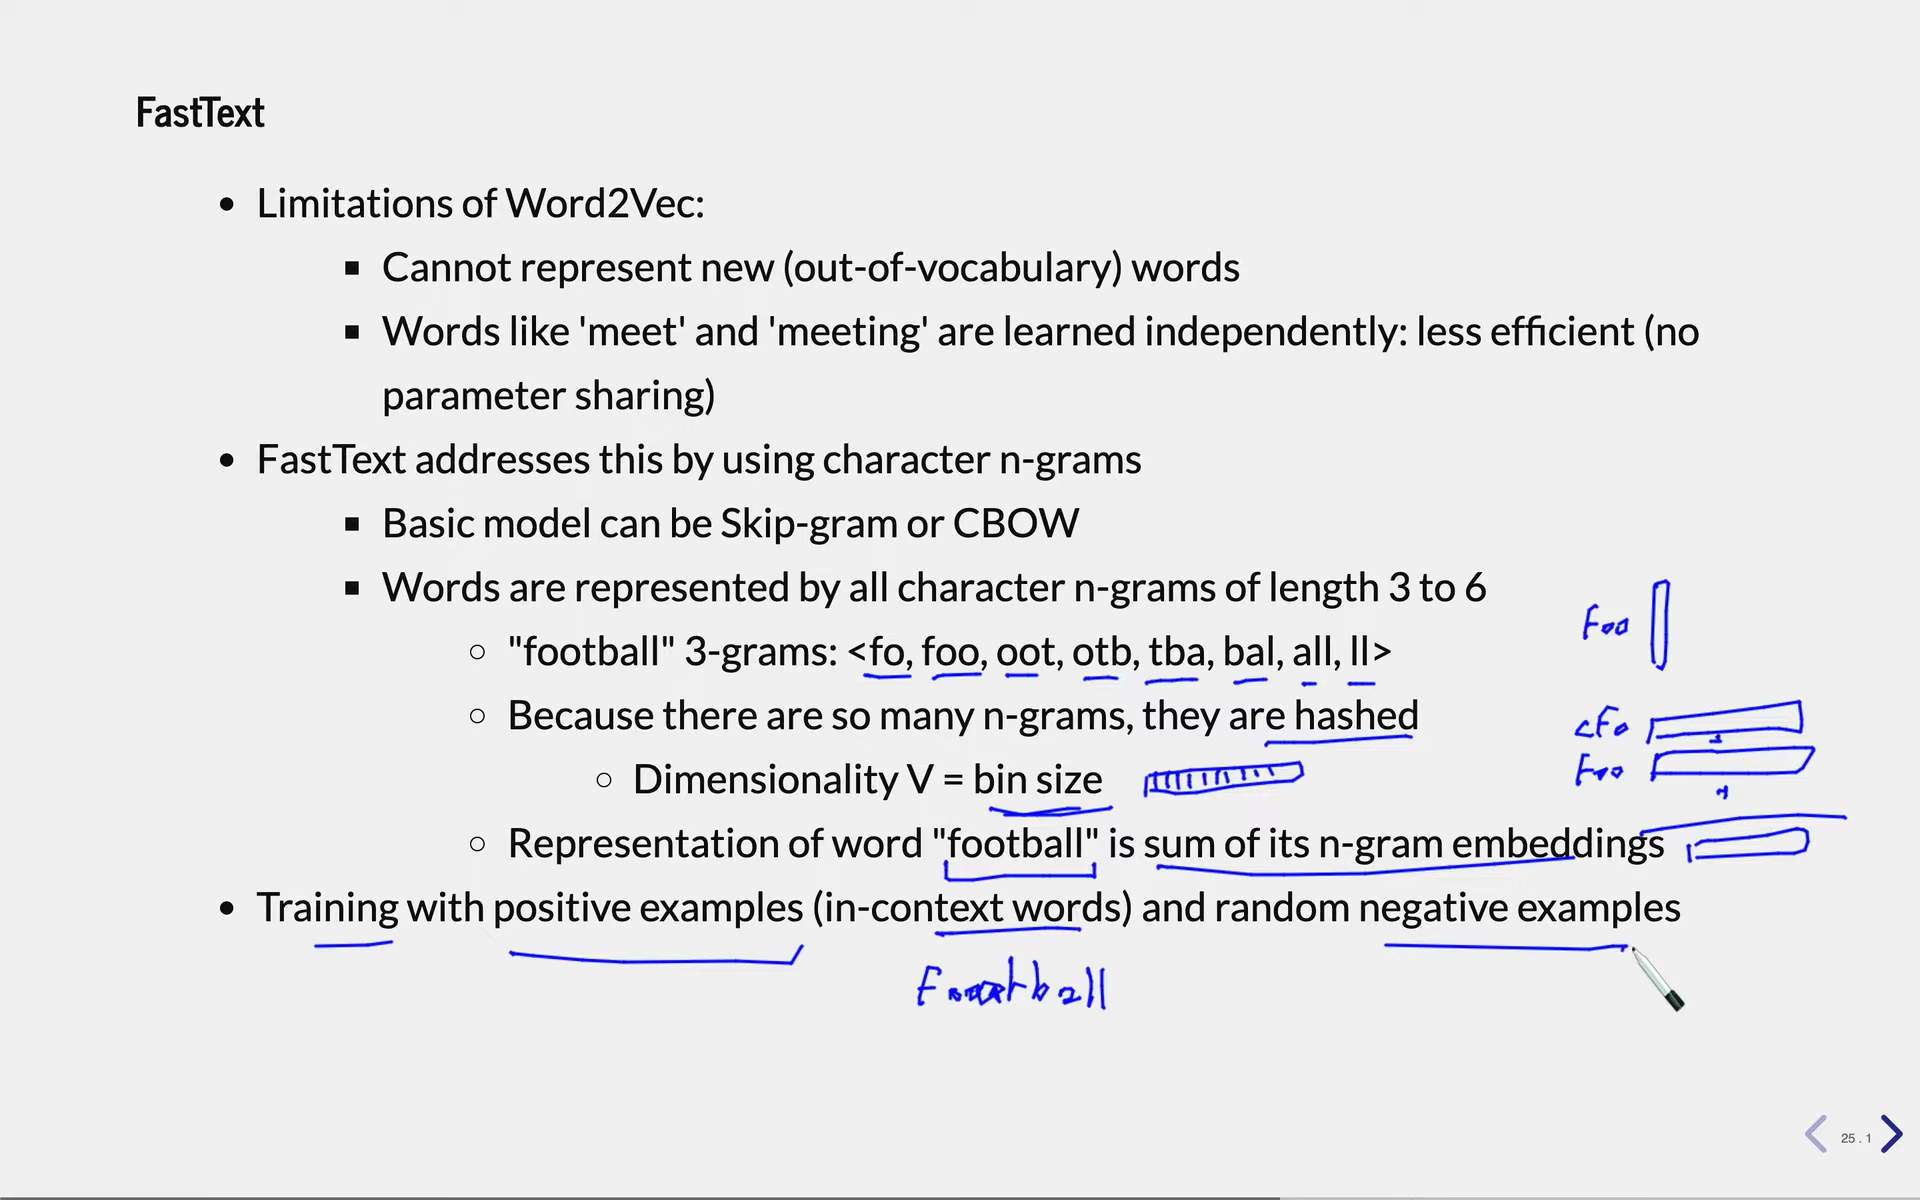 FastText
• Limitations of Word2Vec:
▪ Cannot represent new (out-of-vocabulary) words
▪ Words like 'meet' and 'meeting' are learned independently: less efficient (no
parameter sharing)
• FastText addresses this by using character n-grams
▪ Basic model can be Skip-gram or CBOW
▪ Words are represented by all character n-grams of length 3 to 6
Foo
○ "football" 3-grams: <fo, foo, oot, otb, tba, bal, all, ll>
○ Because there are so many n-grams, they are hashed
<Fo
Foo
○ Dimensionality V = bin size
○ Representation of word "football" is sum of its n-gram embeddings
• Training with positive examples (in-context words) and random negative examples
25 . 1